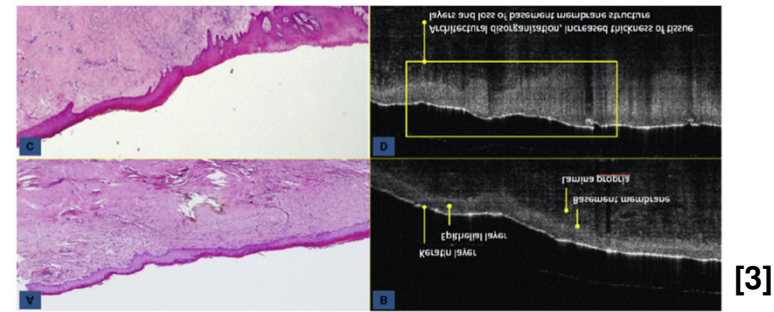 A
B
Keratin layer
Epithelial layer
Basement membrane
Lamina propria
C
D
Architectural disorganization, increased thickness of tissue
layers and loss of basement membrane structure
[3]